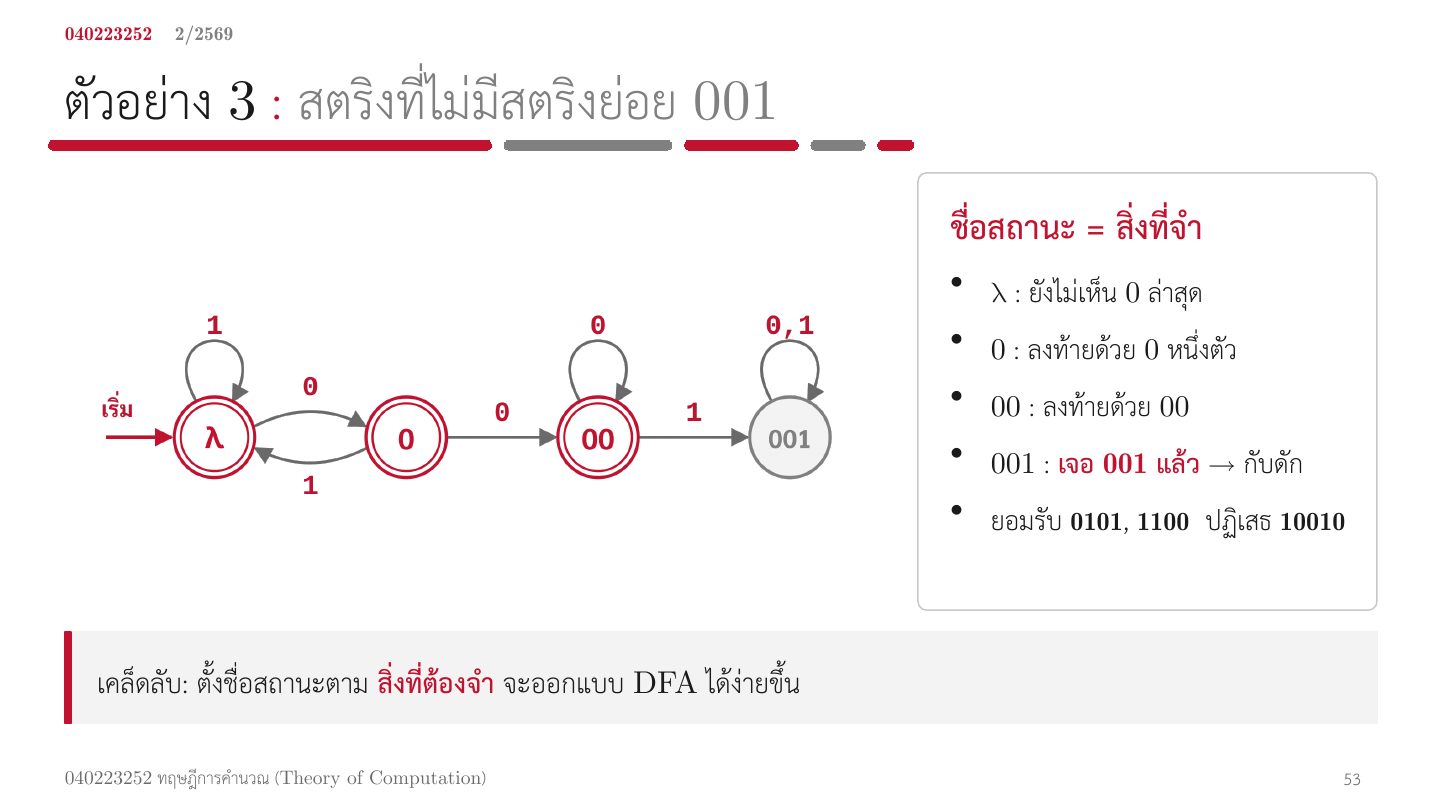 040223252 2/2569
ตัวอย่าง 3 : สตริงที่ไม่มีสตริงย่อย 001
ชื่อสถานะ = สิ่งที่จำ
• λ : ยังไม่เห็น 0 ล่าสุด
• 0 : ลงท้ายด้วย 0 หนึ่งตัว
• 00 : ลงท้ายด้วย 00
• 001 : เจอ 001 แล้ว → กับดัก
• ยอมรับ 0101, 1100 ปฏิเสธ 10010
1
0
0,1
0
เริ่ม
0
1
λ
0
00
001
1
เคล็ดลับ: ตั้งชื่อสถานะตาม สิ่งที่ต้องจำ จะออกแบบ DFA ได้ง่ายขึ้น
040223252 ทฤษฎีการคำนวณ (Theory of Computation)
53